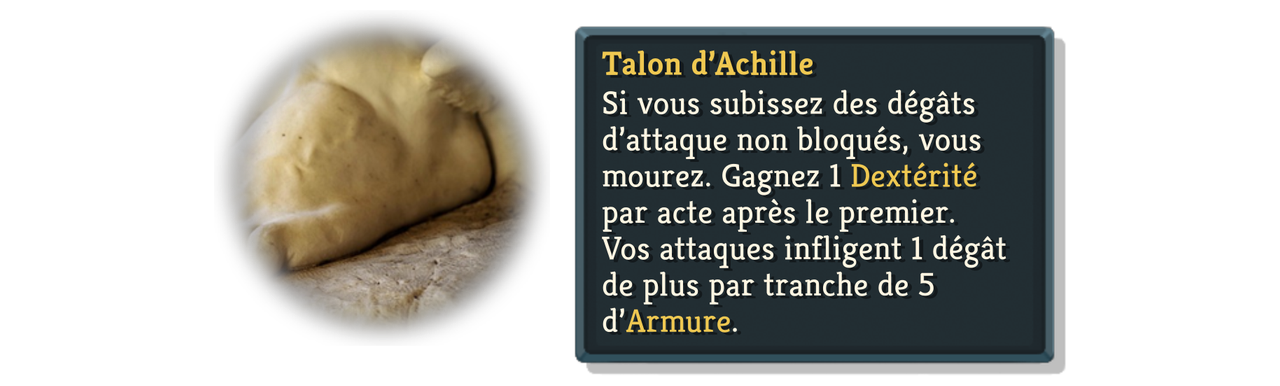 Talon d’Achille
Si vous subissez des dégâts
d’attaque non bloqués, vous
mourez. Gagnez 1 Dextérité
par acte après le premier.
Vos attaques infligent 1 dégât
de plus par tranche de 5
d’Armure.